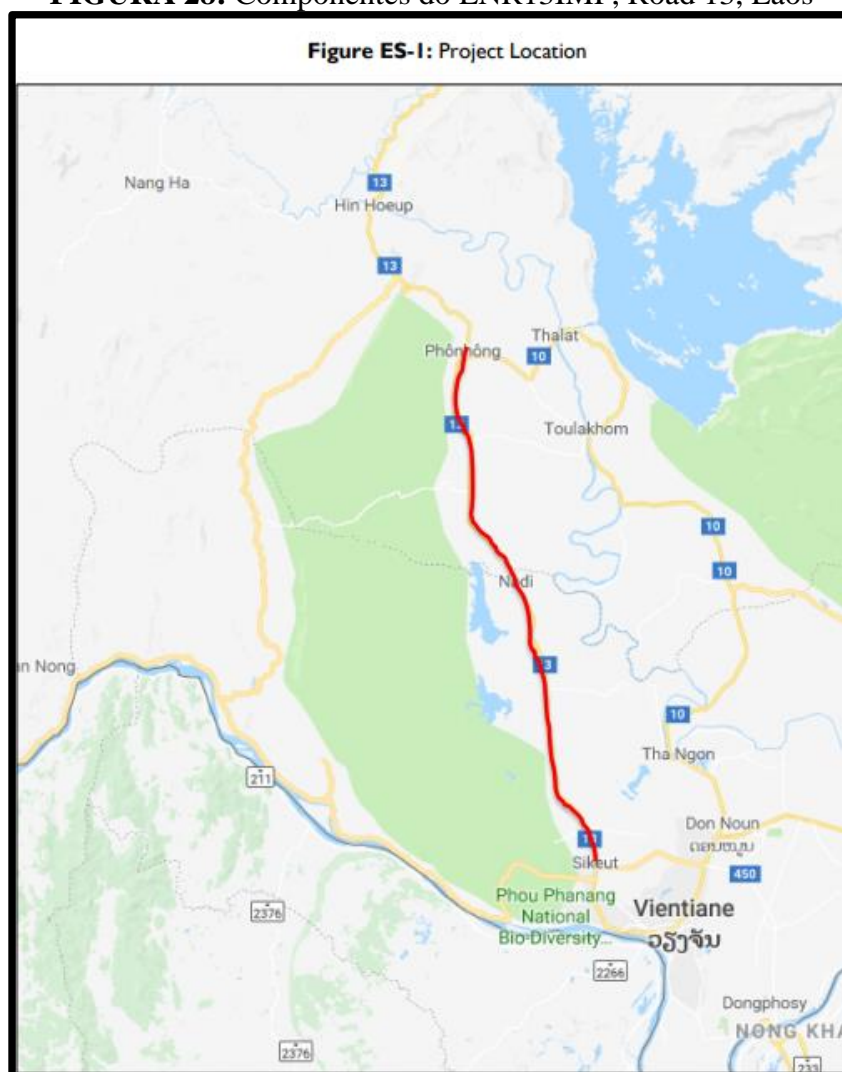 FIGURA 28: Componentes do LNR13IMP, Road 13, Laos
Figure ES-1: Project Location
Nang Ha
13
Hin Hoeup
13
Thalat
Phônhông
10
13
Toulakhom
10
10
Nadi
13
an Nong
10
211
Tha Ngon
Don Noun
ດອນໜູນ
13
Sikeut
450
Phou Phanang
National
Bio-Diversity...
Vientiane
ວຽງຈັນ
2376
2266
Dongphosy
NONG KHA
2376
233